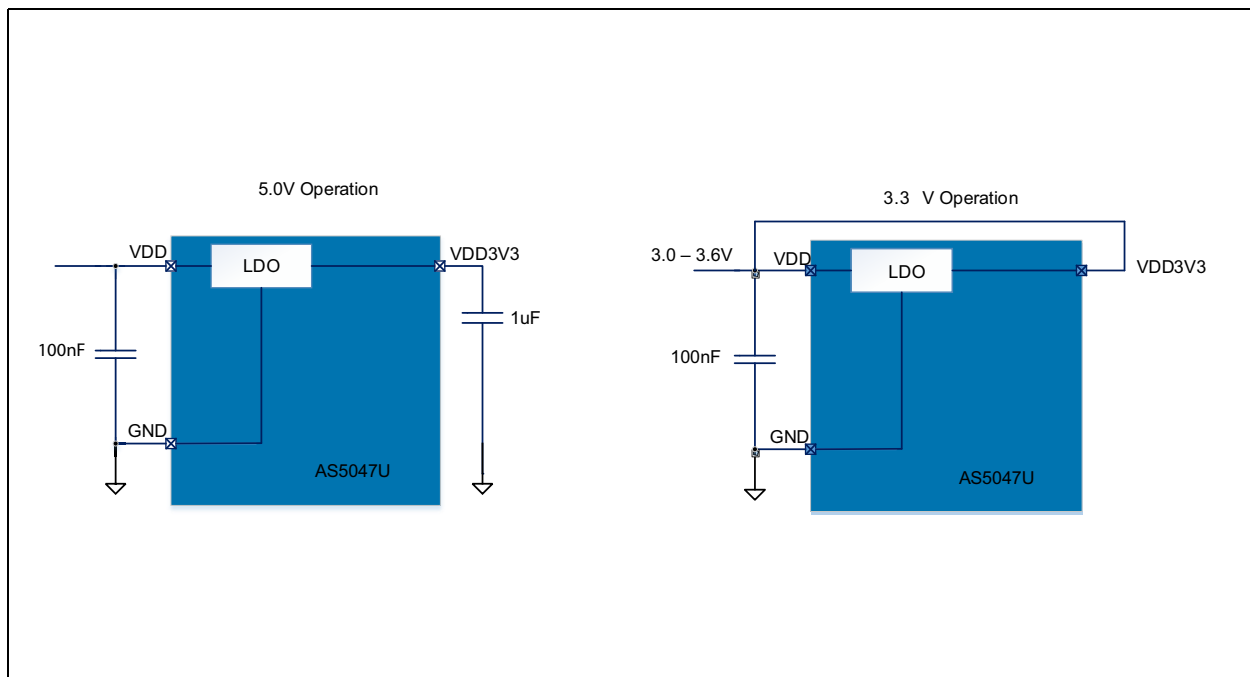 5.0V Operation
VDD
LDO
VDD3V3
100nF
1uF
GND
AS5047U
3.3 V Operation
3.0 – 3.6V
VDD
LDO
VDD3V3
100nF
GND
AS5047U